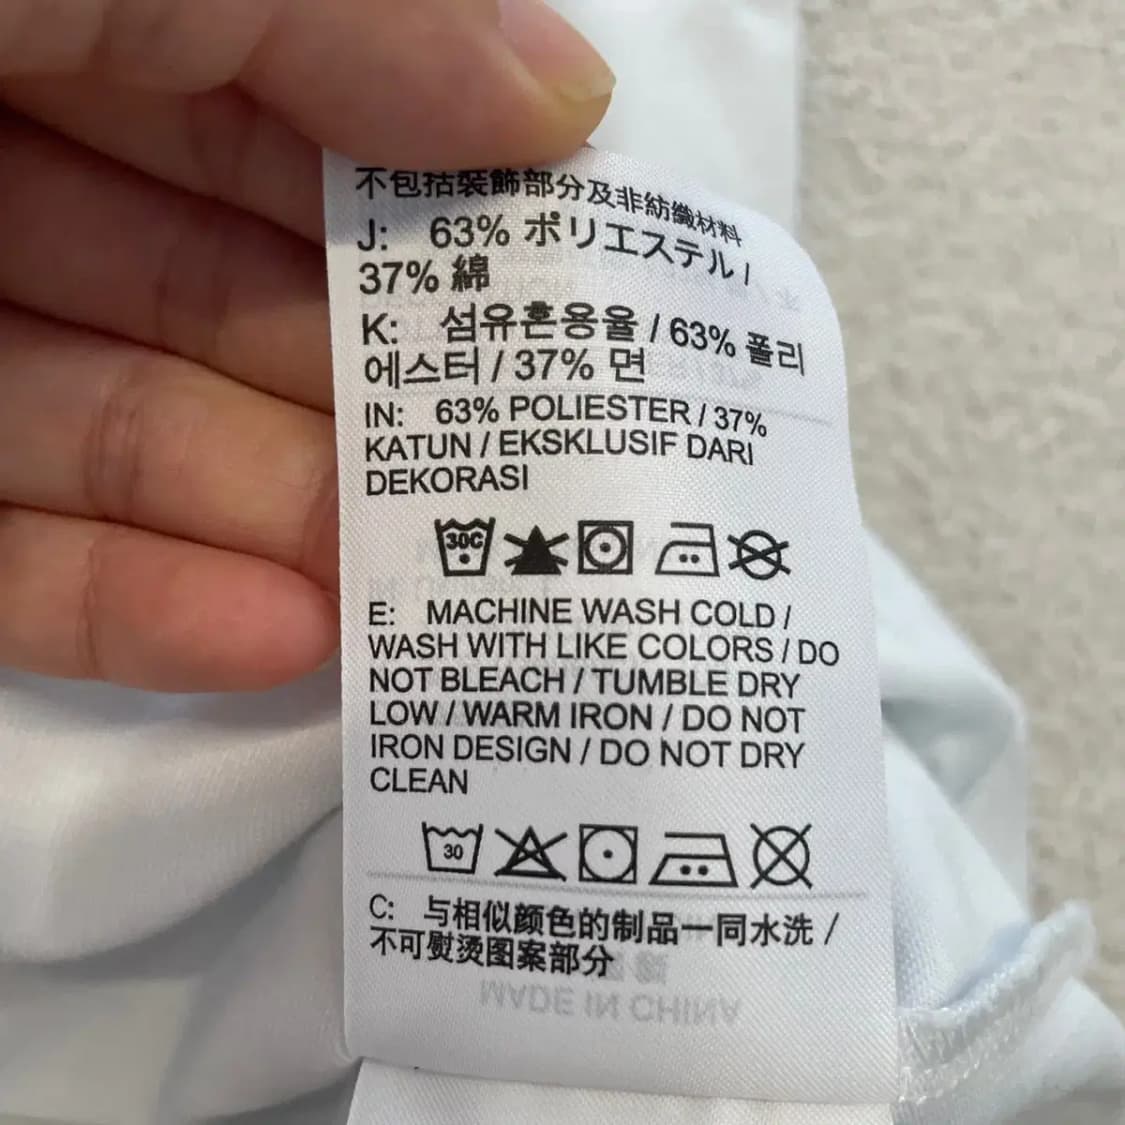 不包括裝飾部分及非紡織材料
J: 63% ポリエステル /
37% 綿
K: 섬유혼용율 / 63% 폴리
에스터 / 37% 면
IN: 63% POLIESTER / 37%
KATUN / EKSKLUSIF DARI
DEKORASI
30C
E: MACHINE WASH COLD /
WASH WITH LIKE COLORS / DO
NOT BLEACH / TUMBLE DRY
LOW / WARM IRON / DO NOT
IRON DESIGN / DO NOT DRY
CLEAN
30
C: 与相似颜色的制品一同水洗 /
不可熨烫图案部分
MADE IN CHINA